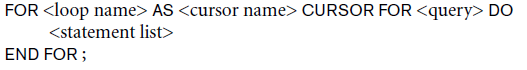 FOR <loop name> AS <cursor name> CURSOR FOR <query> DO
<statement list>
END FOR ;